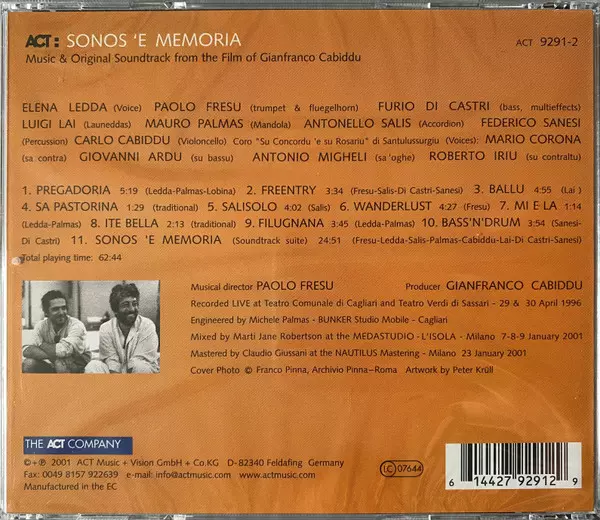 ACT: SONOS 'E MEMORIA
ACT 9291-2
Music & Original Soundtrack from the Film of Gianfranco Cabiddu
ELENA LEDDA (Voice) PAOLO FRESU (trumpet & fluegelhorn) FURIO DI CASTRI (bass, multieffects)
LUIGI LAI (Launeddas) MAURO PALMAS (Mandola) ANTONELLO SALIS (Accordion) FEDERICO SANESI
(Percussion) CARLO CABIDDU (Violoncello) Coro "Su Concordu 'e su Rosariu" di Santulussurgiu (Voices): MARIO CORONA
(sa contra) GIOVANNI ARDU (su bassu) ANTONIO MIGHELI (sa 'oghe) ROBERTO IRIU (su contraltu)
1. PREGADORIA 5:19 (Ledda-Palmas-Lobina) 2. FREENTRY 3:34 (Fresu-Salis-Di Castri-Sanesi) 3. BALLU 4:55 (Lai )
4. SA PASTORINA 1:29 (traditional) 5. SALISOLO 4:02 (Salis) 6. WANDERLUST 4:27 (Fresu) 7. MI E LA 1:14
(Ledda-Palmas) 8. ITE BELLA 2:13 (traditional) 9. FILUGNANA 3:45 (Ledda-Palmas) 10. BASS'N'DRUM 3:54 (Sanesi-
Di Castri) 11. SONOS 'E MEMORIA (Soundtrack suite) 24:51 (Fresu-Ledda-Salis-Palmas-Cabiddu-Lai-Di Castri-Sanesi)
Total playing time: 62:44
Musical director PAOLO FRESU Producer GIANFRANCO CABIDDU
Recorded LIVE at Teatro Comunale di Cagliari and Teatro Verdi di Sassari - 29 & 30 April 1996
Engineered by Michele Palmas - BUNKER Studio Mobile - Cagliari
Mixed by Marti Jane Robertson at the MEDASTUDIO - L'ISOLA - Milano 7-8-9 January 2001
Mastered by Claudio Giussani at the NAUTILUS Mastering - Milano 23 January 2001
Cover Photo © Franco Pinna, Archivio Pinna-Roma Artwork by Peter Krüll
THE ACT COMPANY
©+℗ 2001 ACT Music + Vision GmbH + Co.KG D-82340 Feldafing Germany
Fax 0049 8157 922639 e-mail: info@actmusic.com www.actmusic.com
Manufactured in the EC
LC 07644
6 14427 92912 9